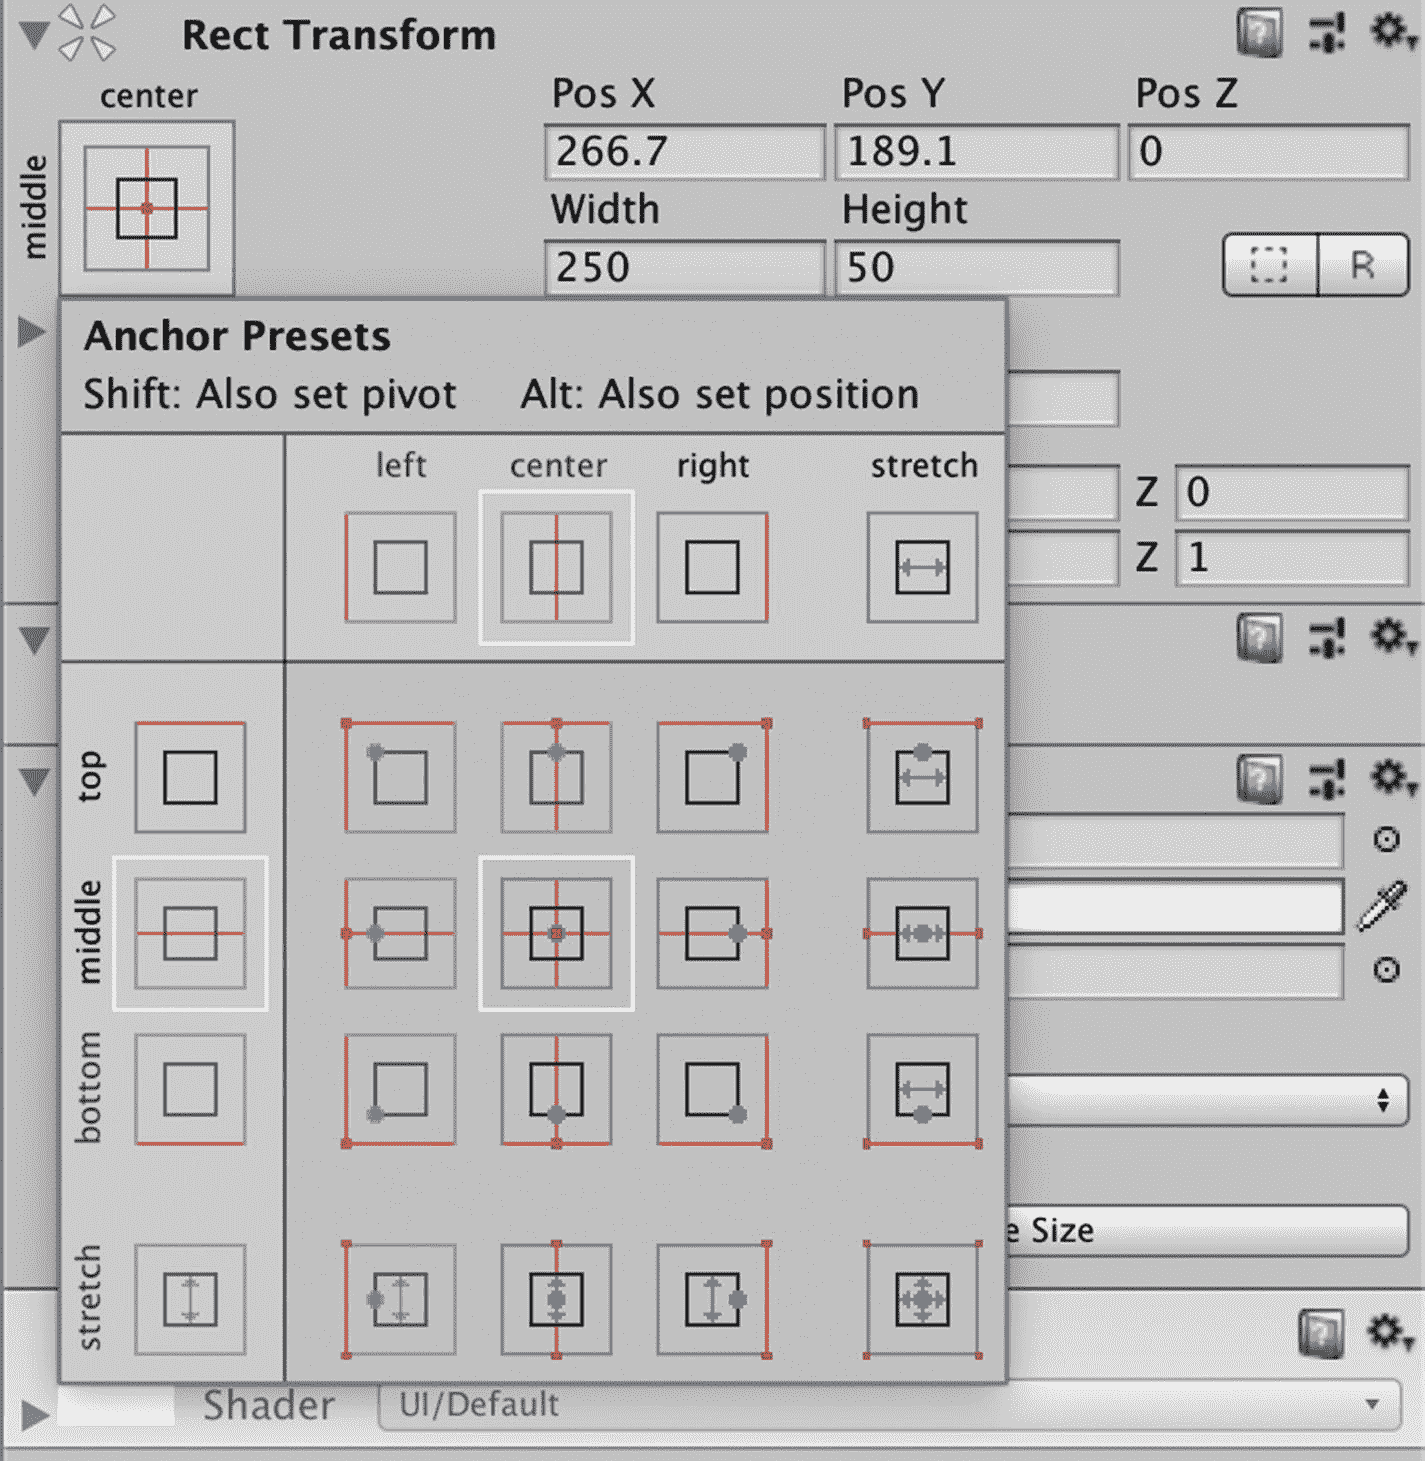 Rect Transform
center
middle
Pos X Pos Y Pos Z
266.7 189.1 0
Width Height
250 50
R
Anchor Presets
Shift: Also set pivot Alt: Also set position
left center right stretch
Z 0
Z 1
top
middle
bottom
stretch
e Size
Shader UI/Default